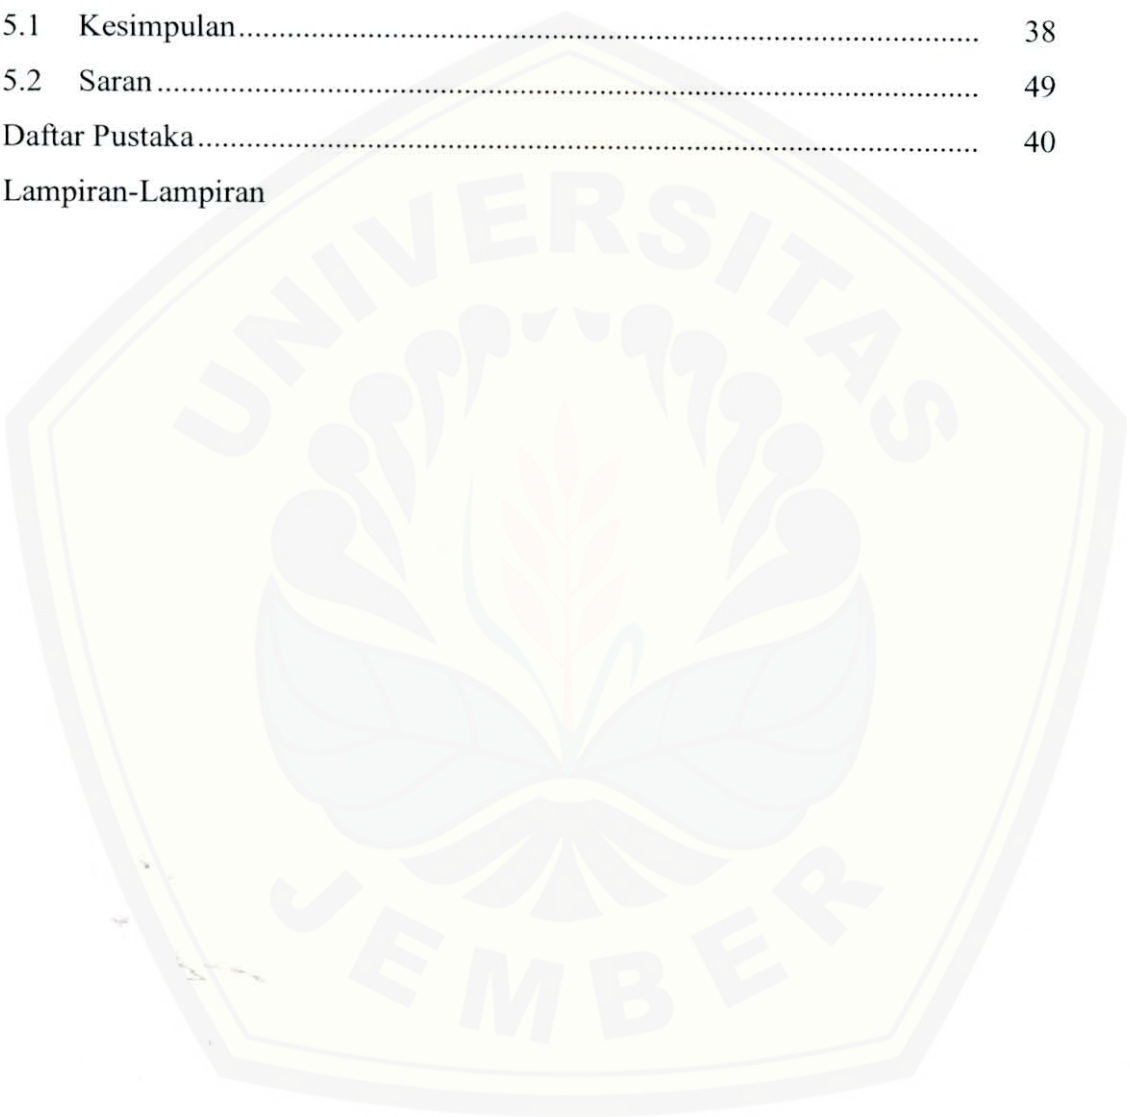 5.1 Kesimpulan.......................................................................................... 38
5.2 Saran.................................................................................................... 49
Daftar Pustaka............................................................................................... 40
Lampiran-Lampiran
UNIVERSITAS
JEMBER